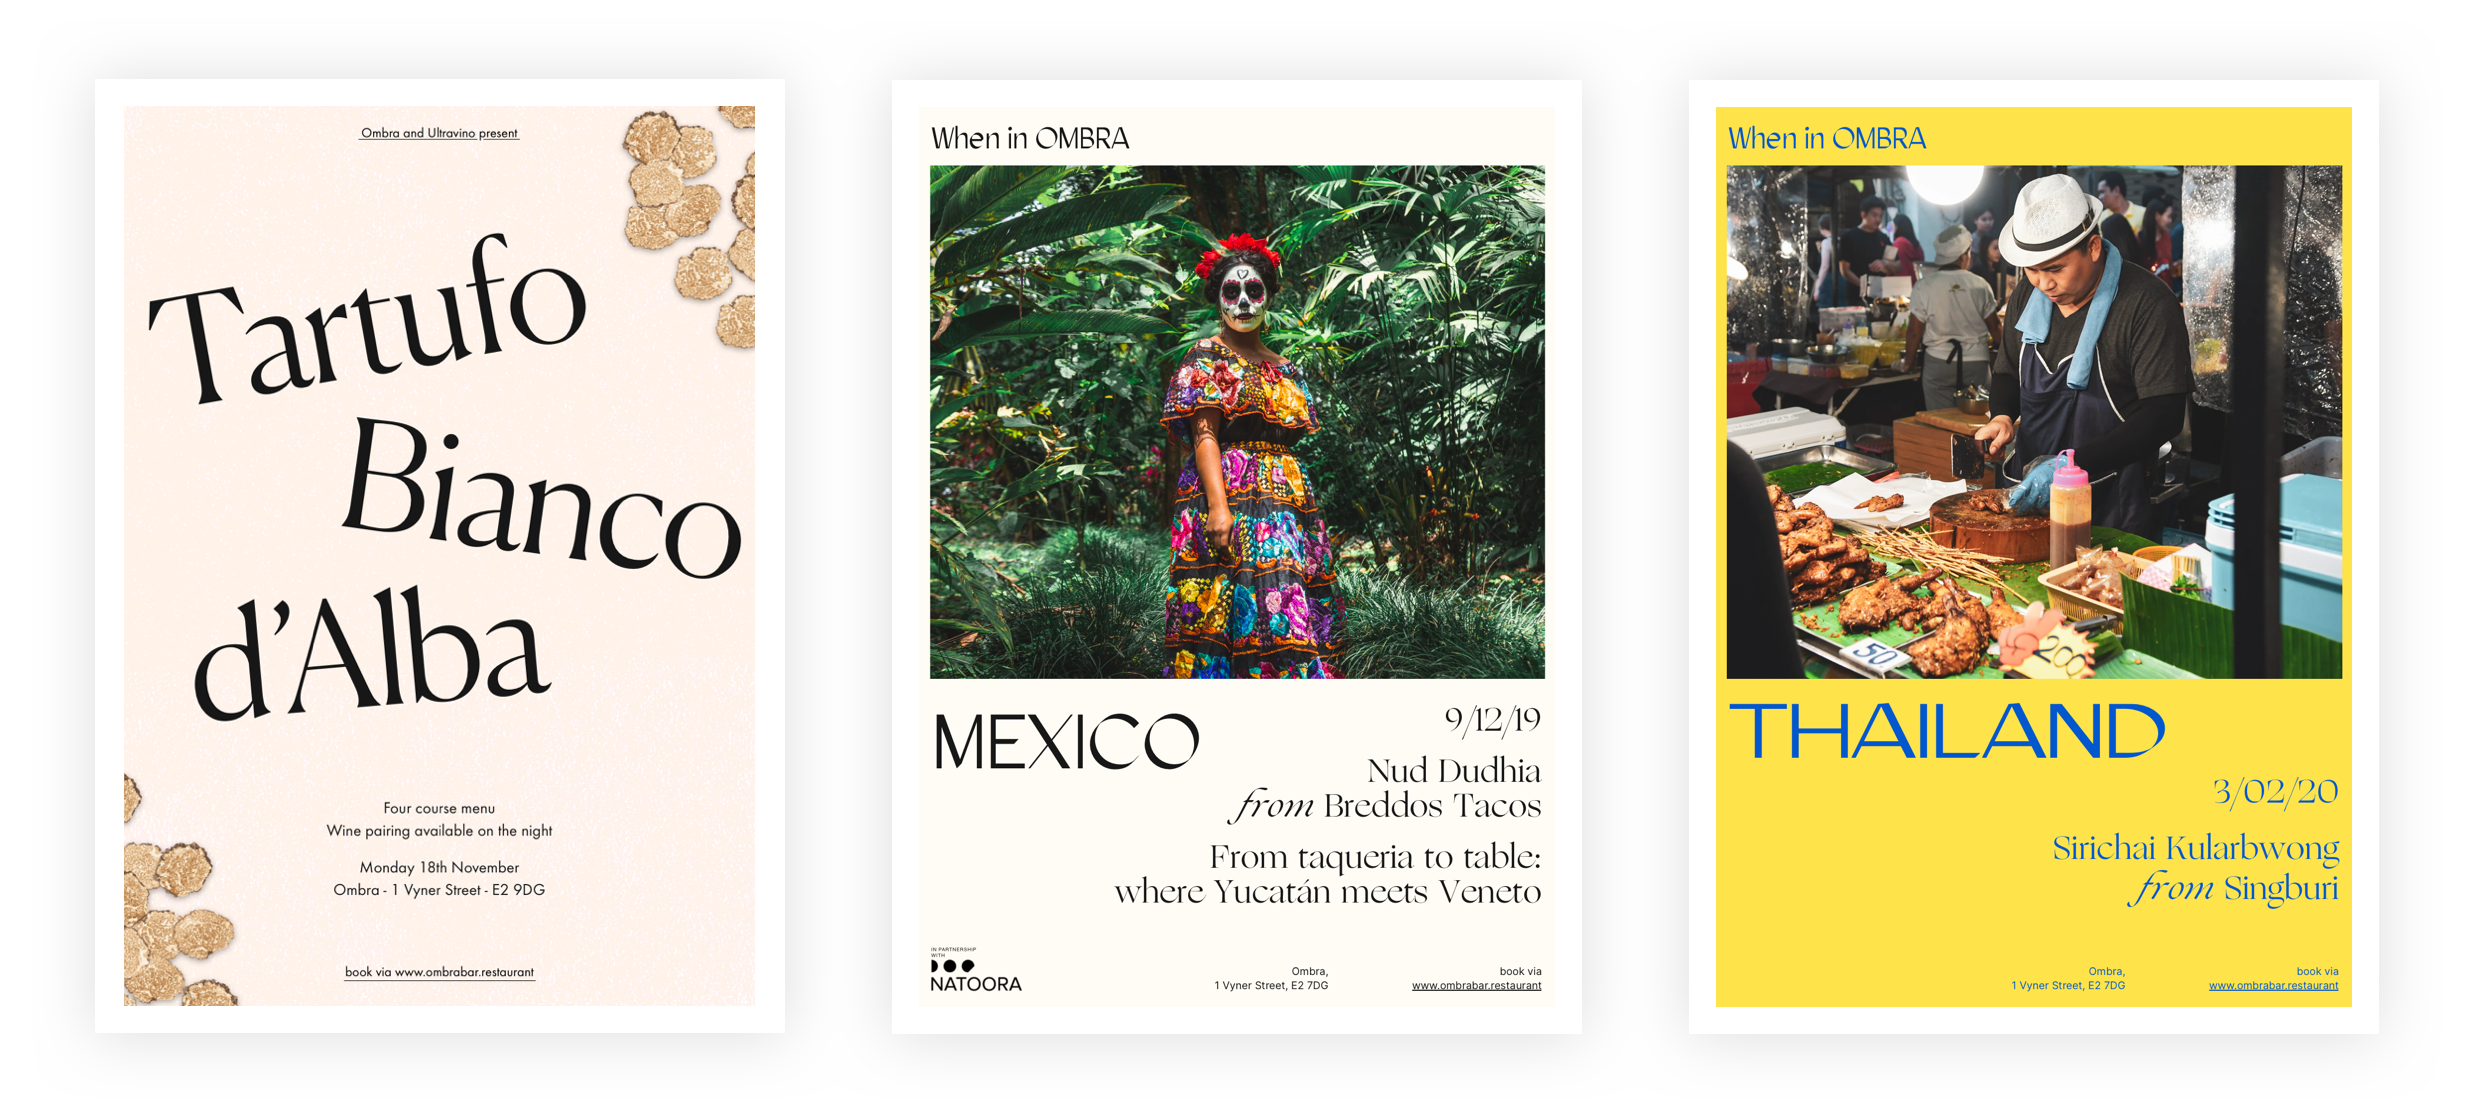 Ombra and Ultravino present
Tartufo
Bianco
d'Alba
Four course menu
Wine pairing available on the night
Monday 18th November
Ombra - 1 Vyner Street - E2 9DG
book via www.ombrabar.restaurant
When in OMBRA
MEXICO
9/12/19
Nud Dudhia
from Breddos Tacos
From taqueria to table:
where Yucatán meets Veneto
IN PARTNERSHIP
WITH
NATOORA
Ombra,
1 Vyner Street, E2 7DG
book via
www.ombrabar.restaurant
When in OMBRA
50
200
THAILAND
3/02/20
Sirichai Kularbwong
from Singburi
Ombra,
1 Vyner Street, E2 7DG
book via
www.ombrabar.restaurant